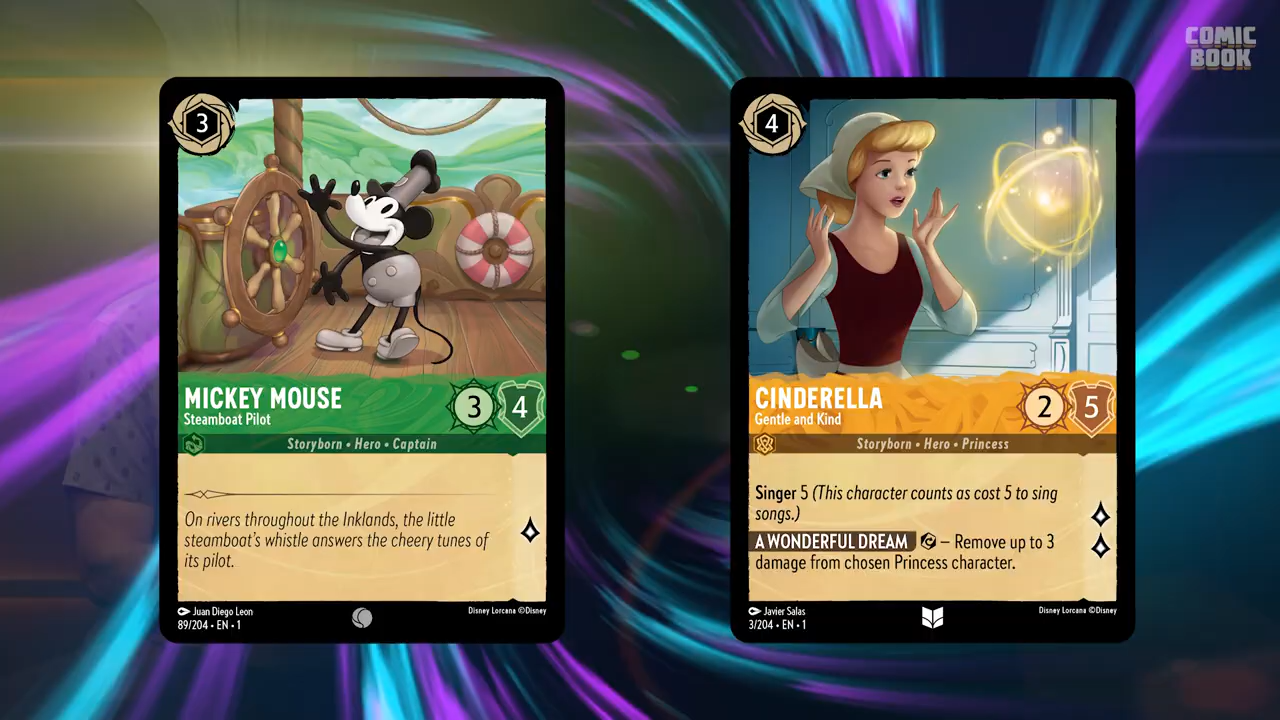 COMIC
BOOK
3
MICKEY MOUSE
Steamboat Pilot
3
4
Storyborn • Hero • Captain
On rivers throughout the Inklands, the little
steamboat's whistle answers the cheery tunes of
its pilot.
Juan Diego Leon
Disney Lorcana ©Disney
89/204 • EN • 1
4
CINDERELLA
Gentle and Kind
2
5
Storyborn • Hero • Princess
Singer 5 (This character counts as cost 5 to sing
songs.)
A WONDERFUL DREAM – Remove up to 3
damage from chosen Princess character.
Javier Salas
Disney Lorcana ©Disney
3/204 • EN • 1